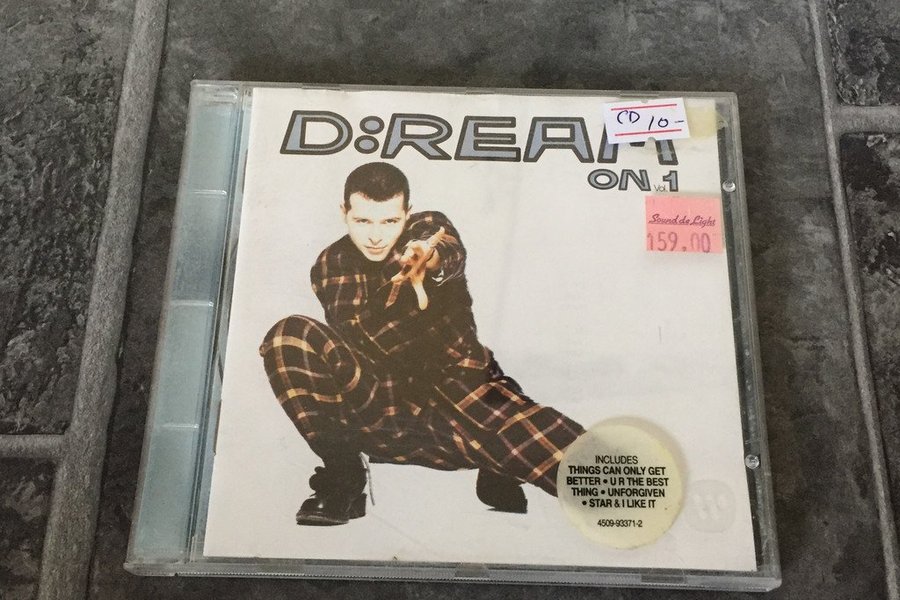 D:REAM
ON Vol. 1
CD 10-
Sound de Light
159.00
INCLUDES
THINGS CAN ONLY GET
BETTER • U R THE BEST
THING • UNFORGIVEN
• STAR & I LIKE IT
4509-93371-2